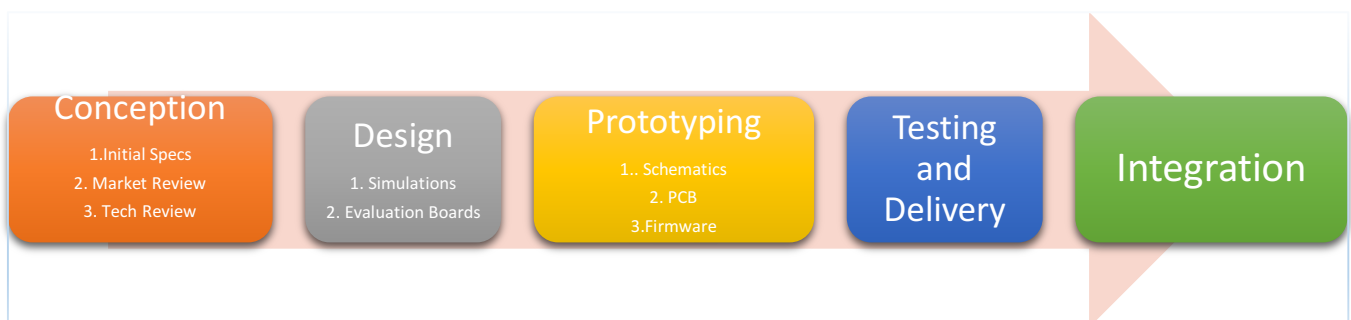 Conception
1.Initial Specs
2. Market Review
3. Tech Review
Design
1. Simulations
2. Evaluation Boards
Prototyping
1.. Schematics
2. PCB
3.Firmware
Testing
and
Delivery
Integration